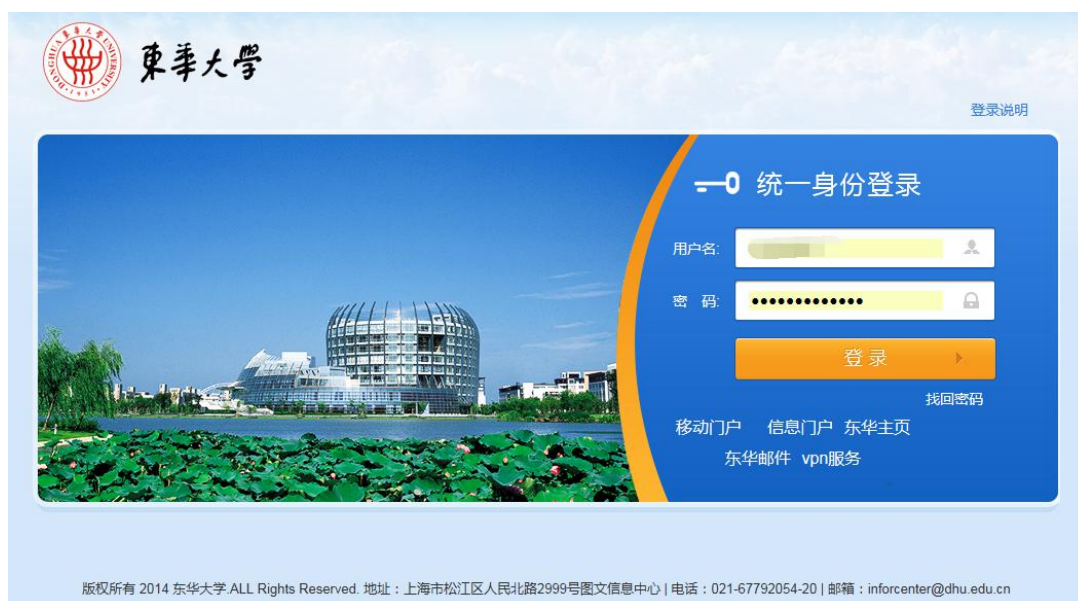 DONGHUA UNIVERSITY
東華大學
登录说明
统一身份登录
用户名:
密 码:
登 录
找回密码
移动门户 信息门户 东华主页
东华邮件 vpn服务
版权所有 2014 东华大学.ALL Rights Reserved. 地址：上海市松江区人民北路2999号图文信息中心 | 电话：021-67792054-20 | 邮箱：inforcenter@dhu.edu.cn